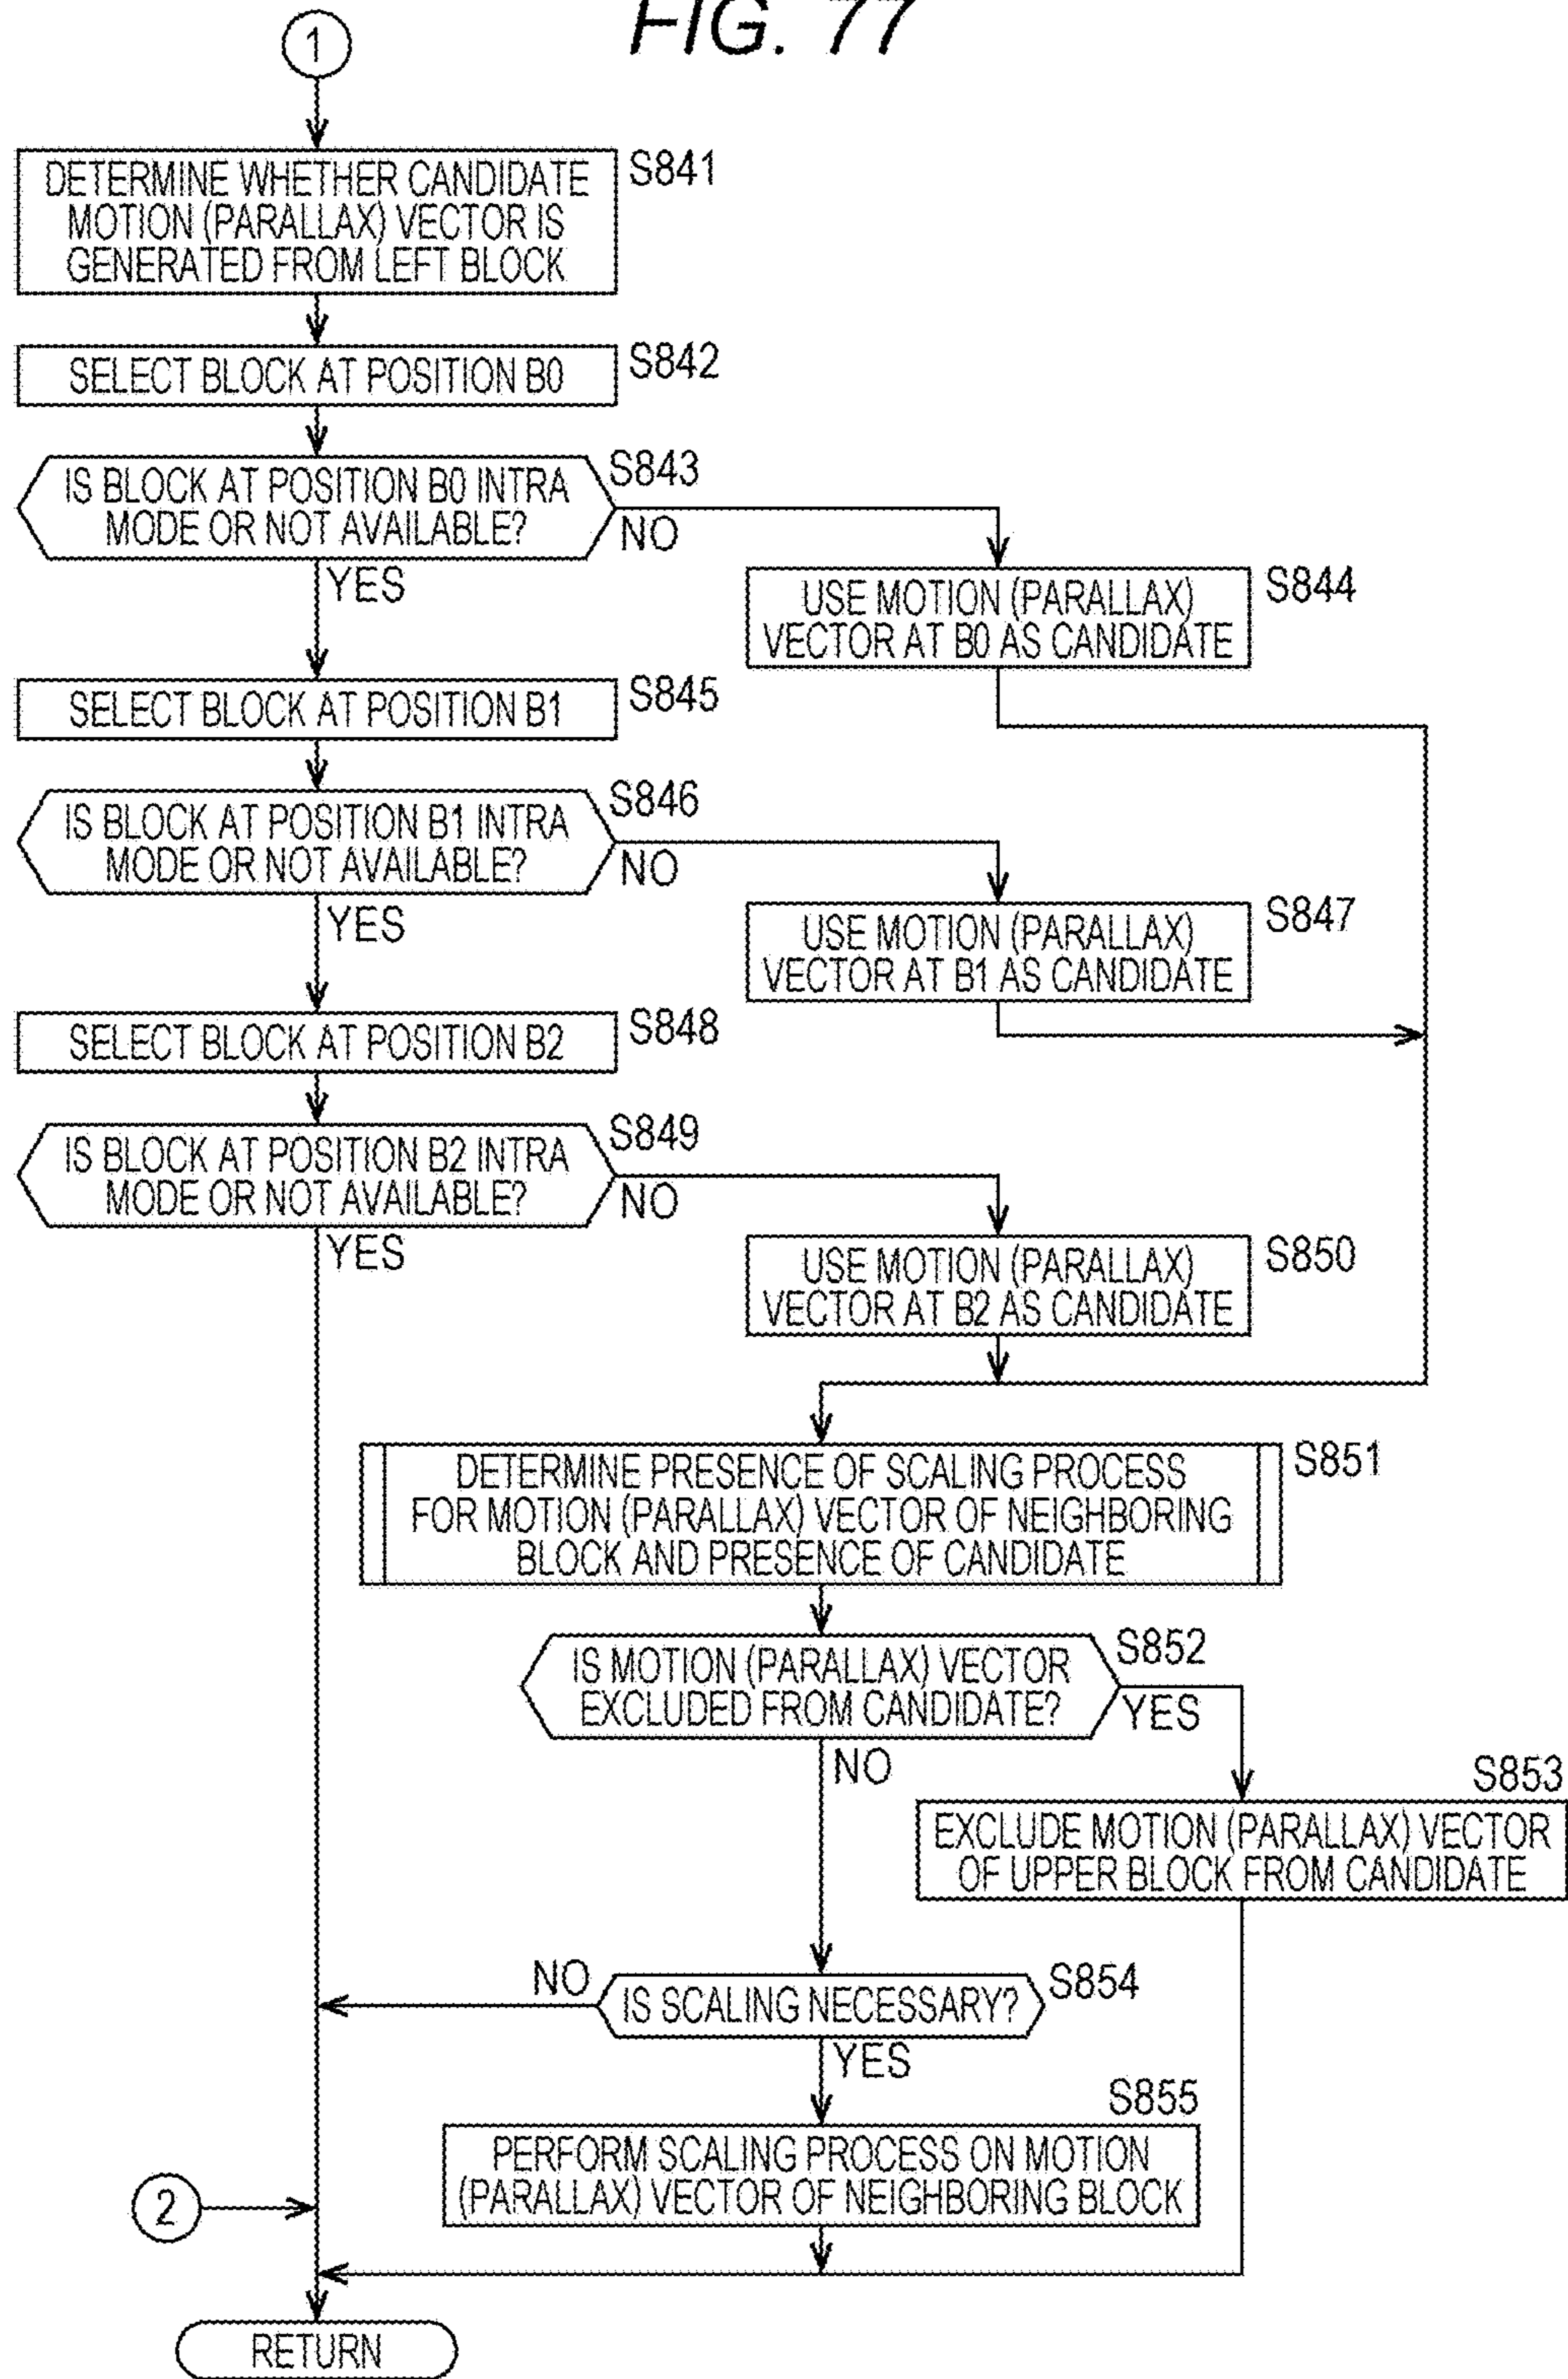 FIG. 77
1
DETERMINE WHETHER CANDIDATE
MOTION (PARALLAX) VECTOR IS
GENERATED FROM LEFT BLOCK
S841
SELECT BLOCK AT POSITION B0
S842
IS BLOCK AT POSITION B0 INTRA
MODE OR NOT AVAILABLE?
S843
NO
YES
USE MOTION (PARALLAX)
VECTOR AT B0 AS CANDIDATE
S844
SELECT BLOCK AT POSITION B1
S845
IS BLOCK AT POSITION B1 INTRA
MODE OR NOT AVAILABLE?
S846
NO
YES
USE MOTION (PARALLAX)
VECTOR AT B1 AS CANDIDATE
S847
SELECT BLOCK AT POSITION B2
S848
IS BLOCK AT POSITION B2 INTRA
MODE OR NOT AVAILABLE?
S849
NO
YES
USE MOTION (PARALLAX)
VECTOR AT B2 AS CANDIDATE
S850
DETERMINE PRESENCE OF SCALING PROCESS
FOR MOTION (PARALLAX) VECTOR OF NEIGHBORING
BLOCK AND PRESENCE OF CANDIDATE
S851
IS MOTION (PARALLAX) VECTOR
EXCLUDED FROM CANDIDATE?
S852
YES
NO
S853
EXCLUDE MOTION (PARALLAX) VECTOR
OF UPPER BLOCK FROM CANDIDATE
NO
IS SCALING NECESSARY?
S854
YES
S855
PERFORM SCALING PROCESS ON MOTION
(PARALLAX) VECTOR OF NEIGHBORING BLOCK
2
RETURN